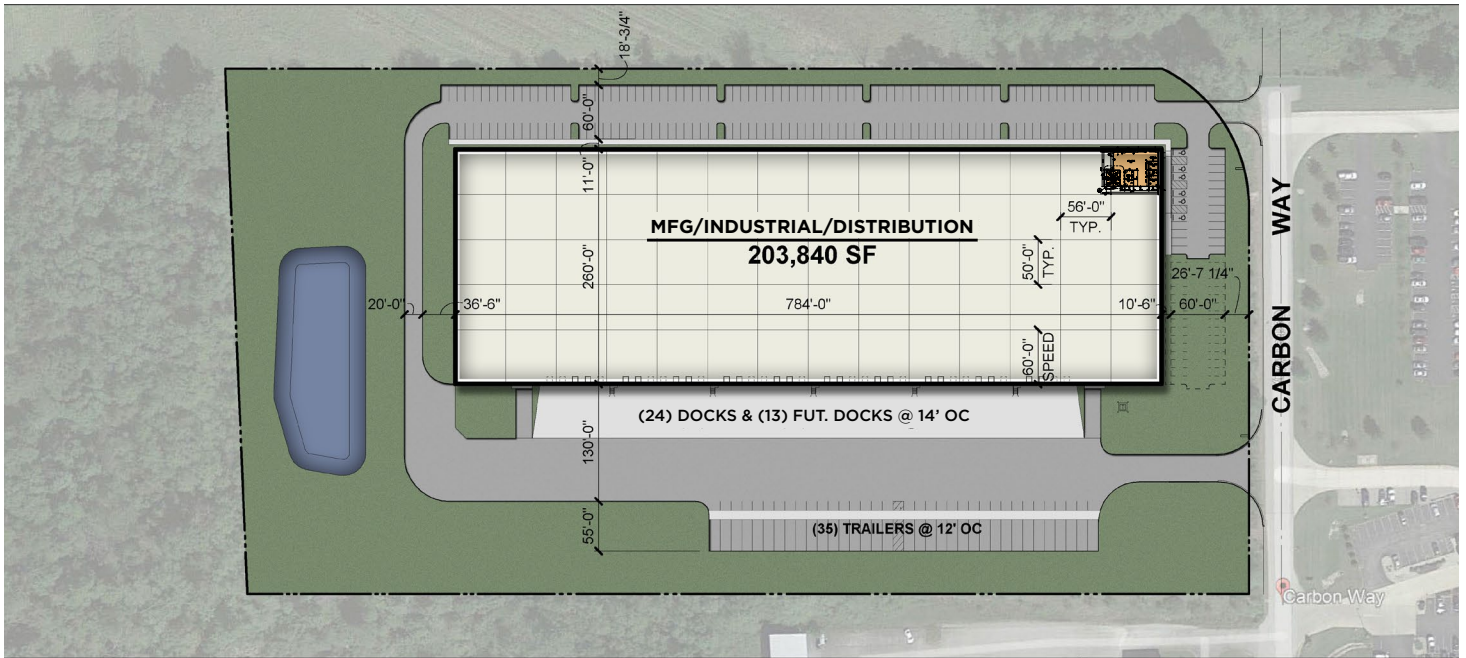 18'-3/4"
60'-0"
11'-0"
56'-0"
TYP.
MFG/INDUSTRIAL/DISTRIBUTION
203,840 SF
50'-0"
TYP.
260'-0"
26'-7 1/4"
20'-0"
36'-6"
784'-0"
10'-6"
60'-0"
60'-0"
SPEED
CARBON WAY
(24) DOCKS & (13) FUT. DOCKS @ 14' OC
130'-0"
55'-0"
(35) TRAILERS @ 12' OC
Carbon Way